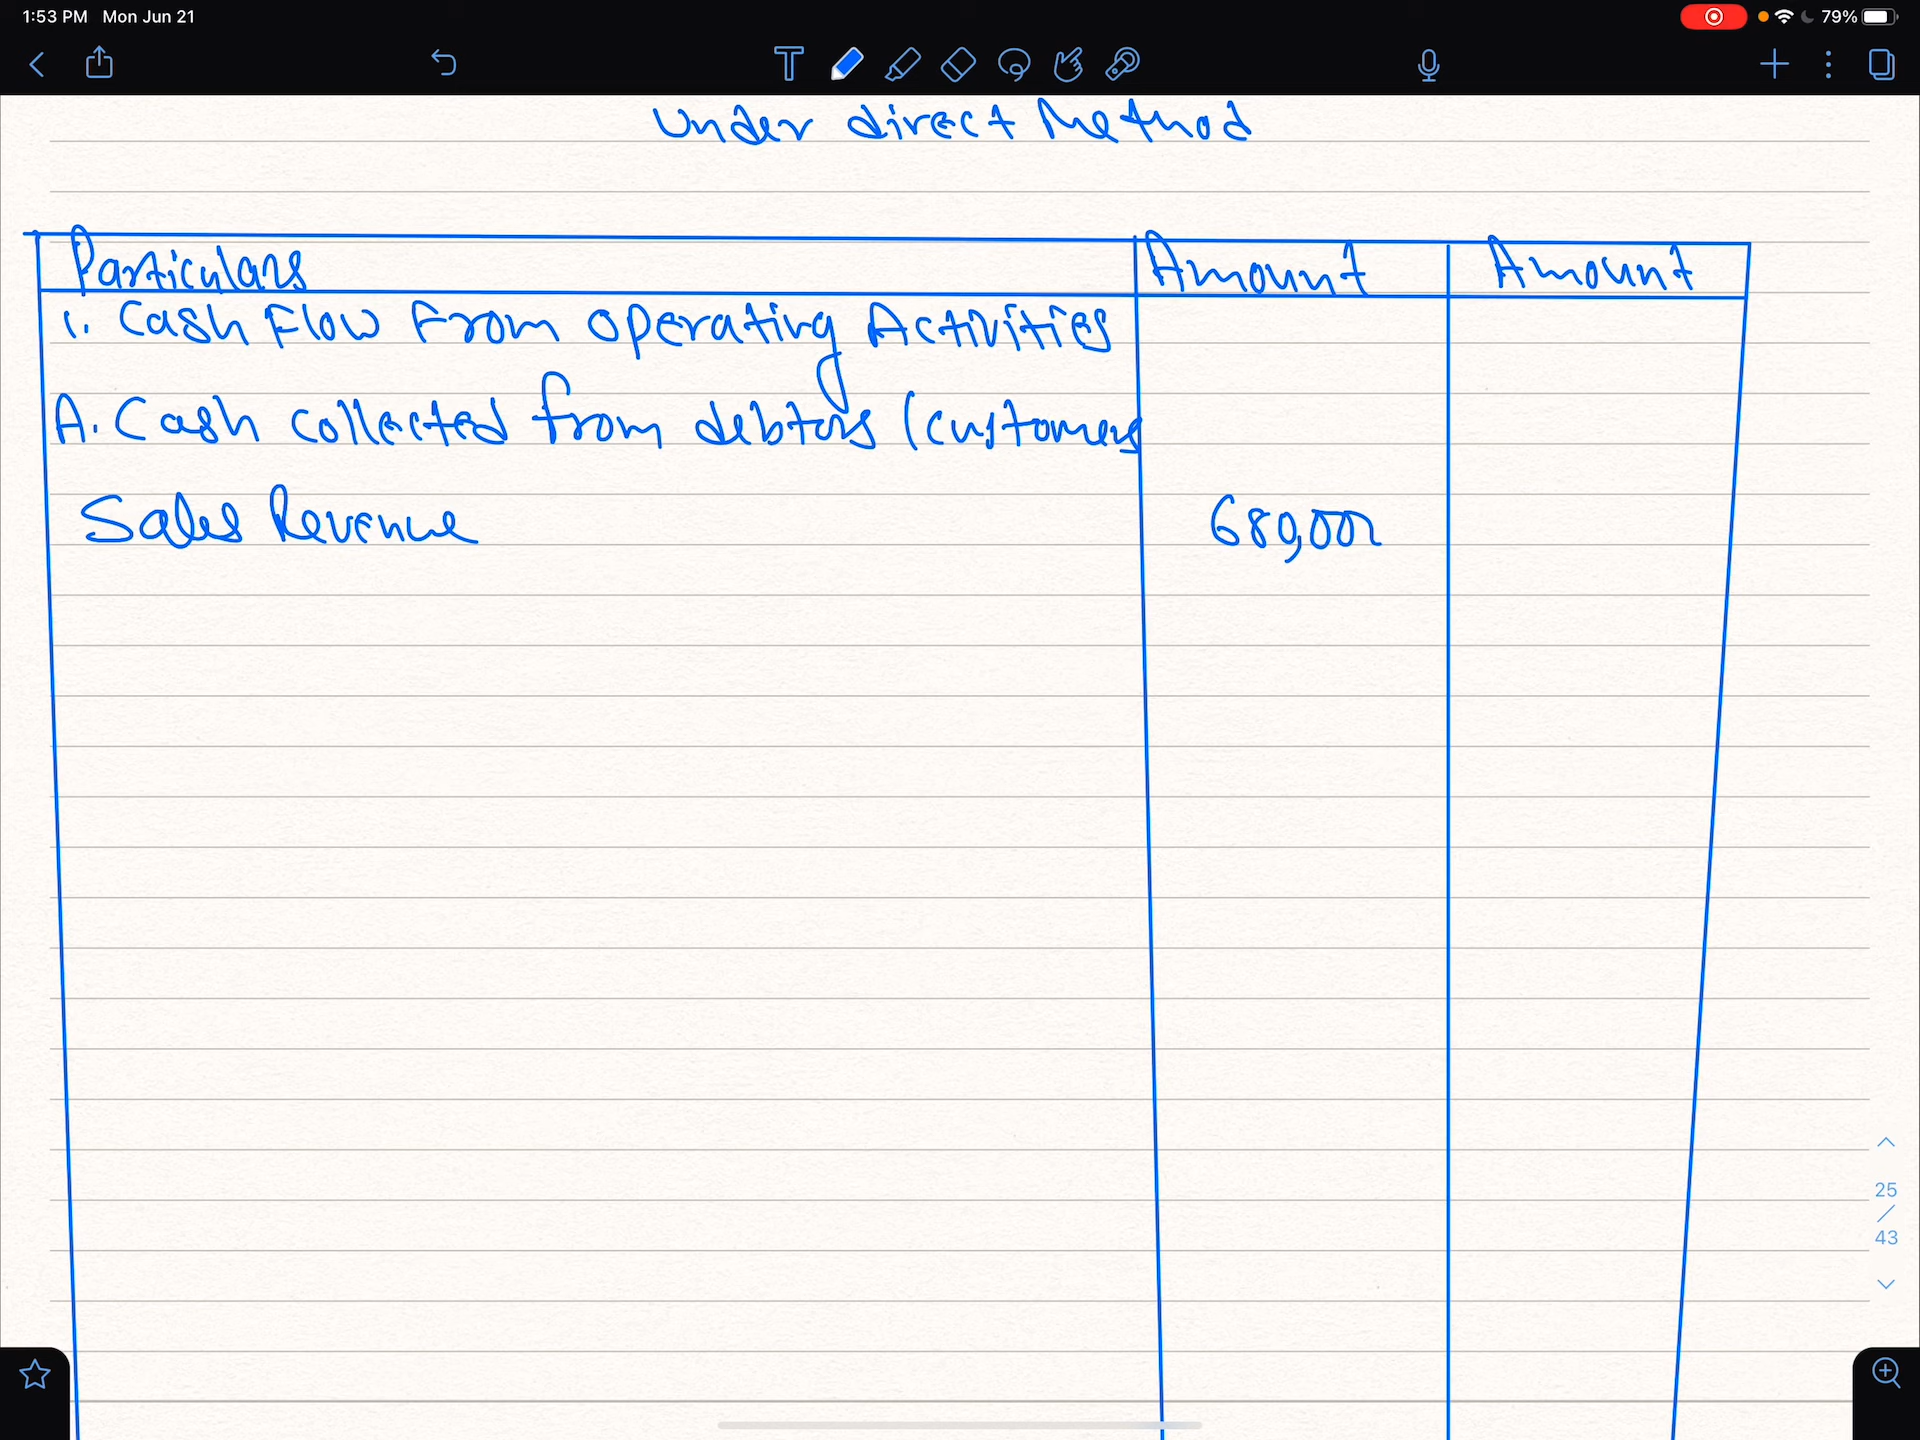 1:53 PM Mon Jun 21
79%
T
Under direct Method
Particulars Amount Amount
1. Cash Flow From Operating Activities
A. Cash collected from debtors (customers
Sales Revenue 680,000
25
/
43